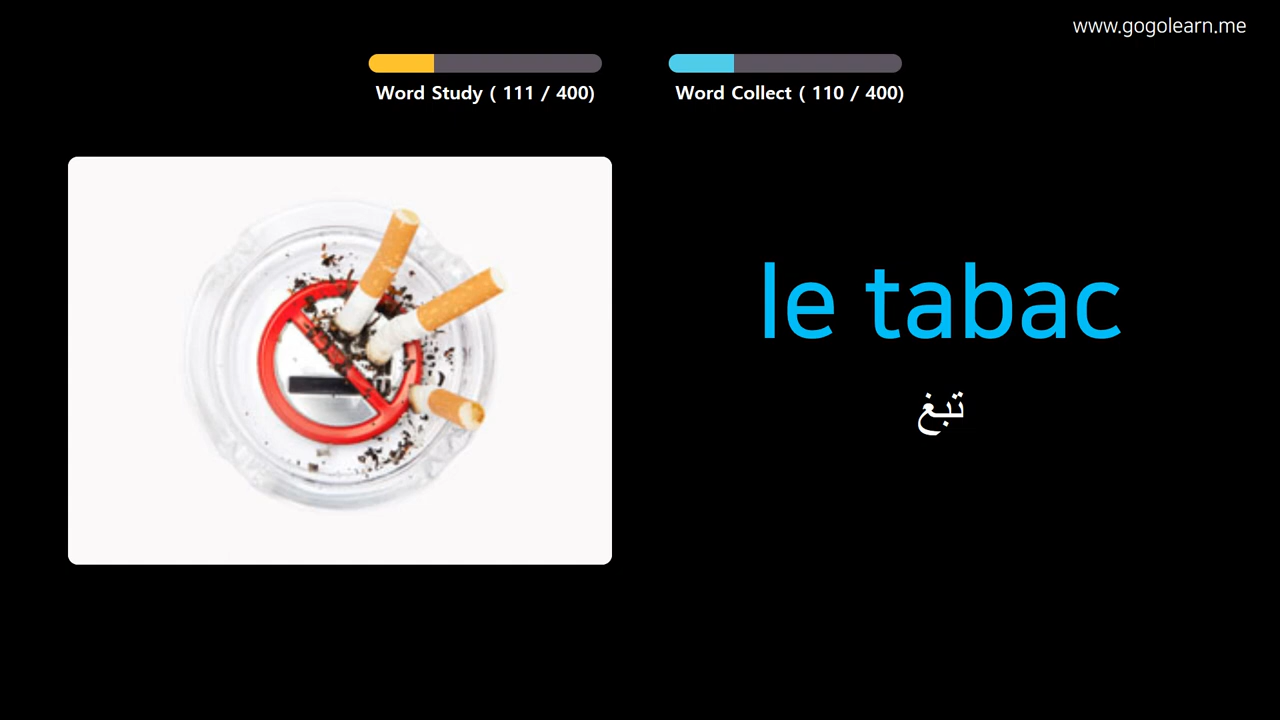 www.gogolearn.me
Word Study ( 111 / 400)
Word Collect ( 110 / 400)
le tabac
تبغ